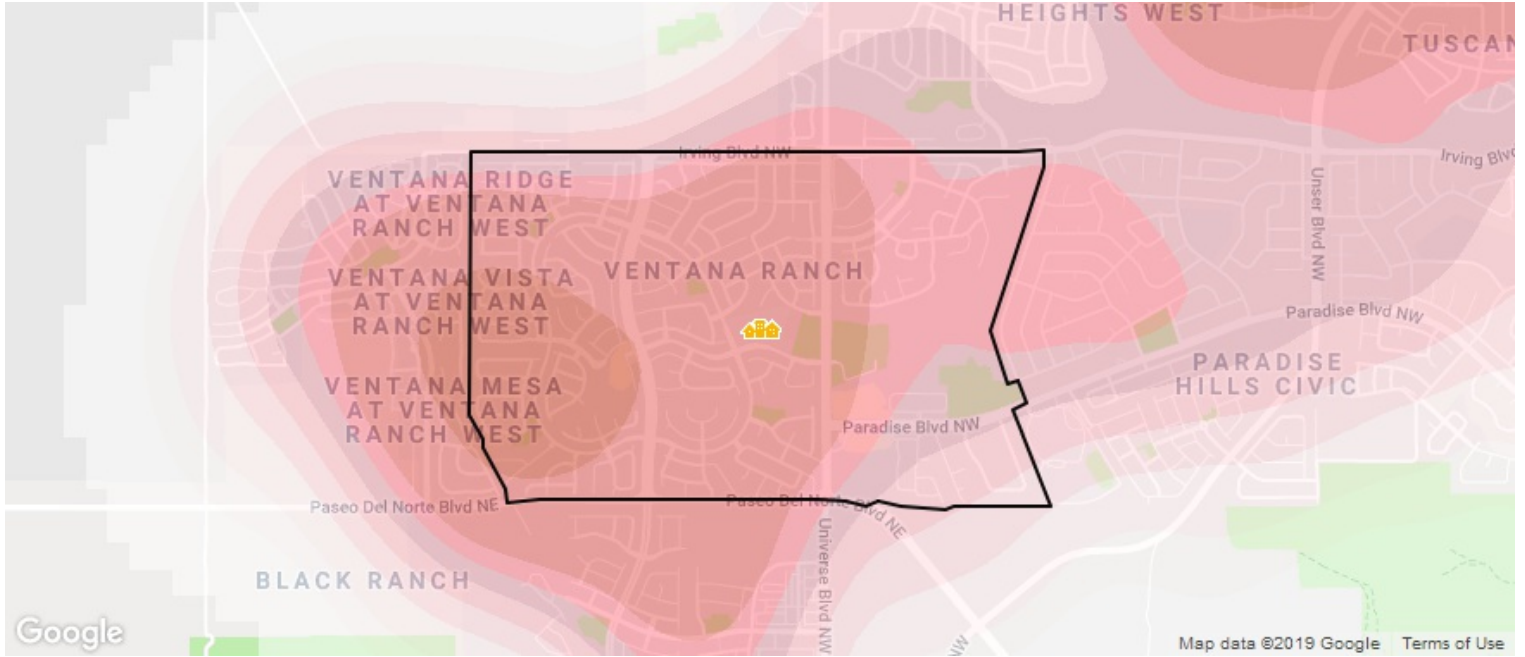 HEIGHTS WEST
TUSCAN
Irving Blvd NW
Irving Blvd
VENTANA RIDGE
AT VENTANA
RANCH WEST
Unser Blvd NW
VENTANA RANCH
VENTANA VISTA
AT VENTANA
RANCH WEST
Paradise Blvd NW
PARADISE
HILLS CIVIC
VENTANA MESA
AT VENTANA
RANCH WEST
Paradise Blvd NW
Paseo Del Norte Blvd NE
Paseo Del Norte Blvd NE
Universe Blvd NW
BLACK RANCH
NW
Google
Map data ©2019 Google
Terms of Use